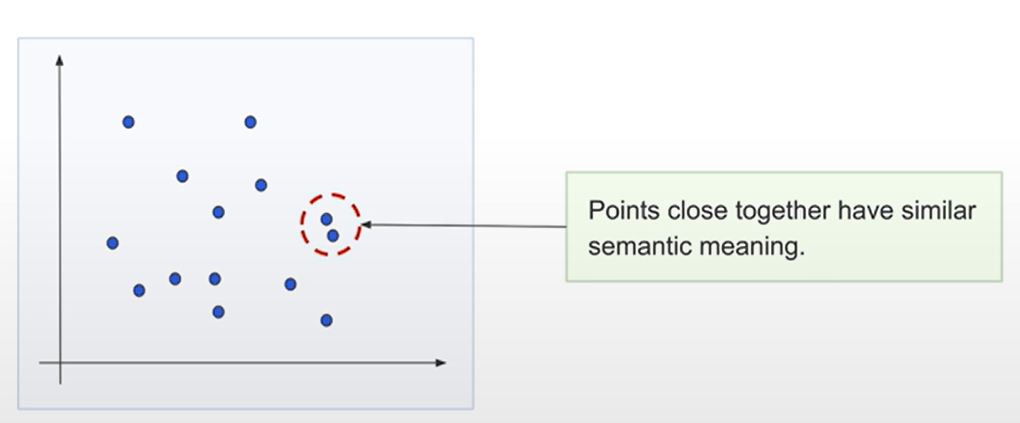 Points close together have similar
semantic meaning.